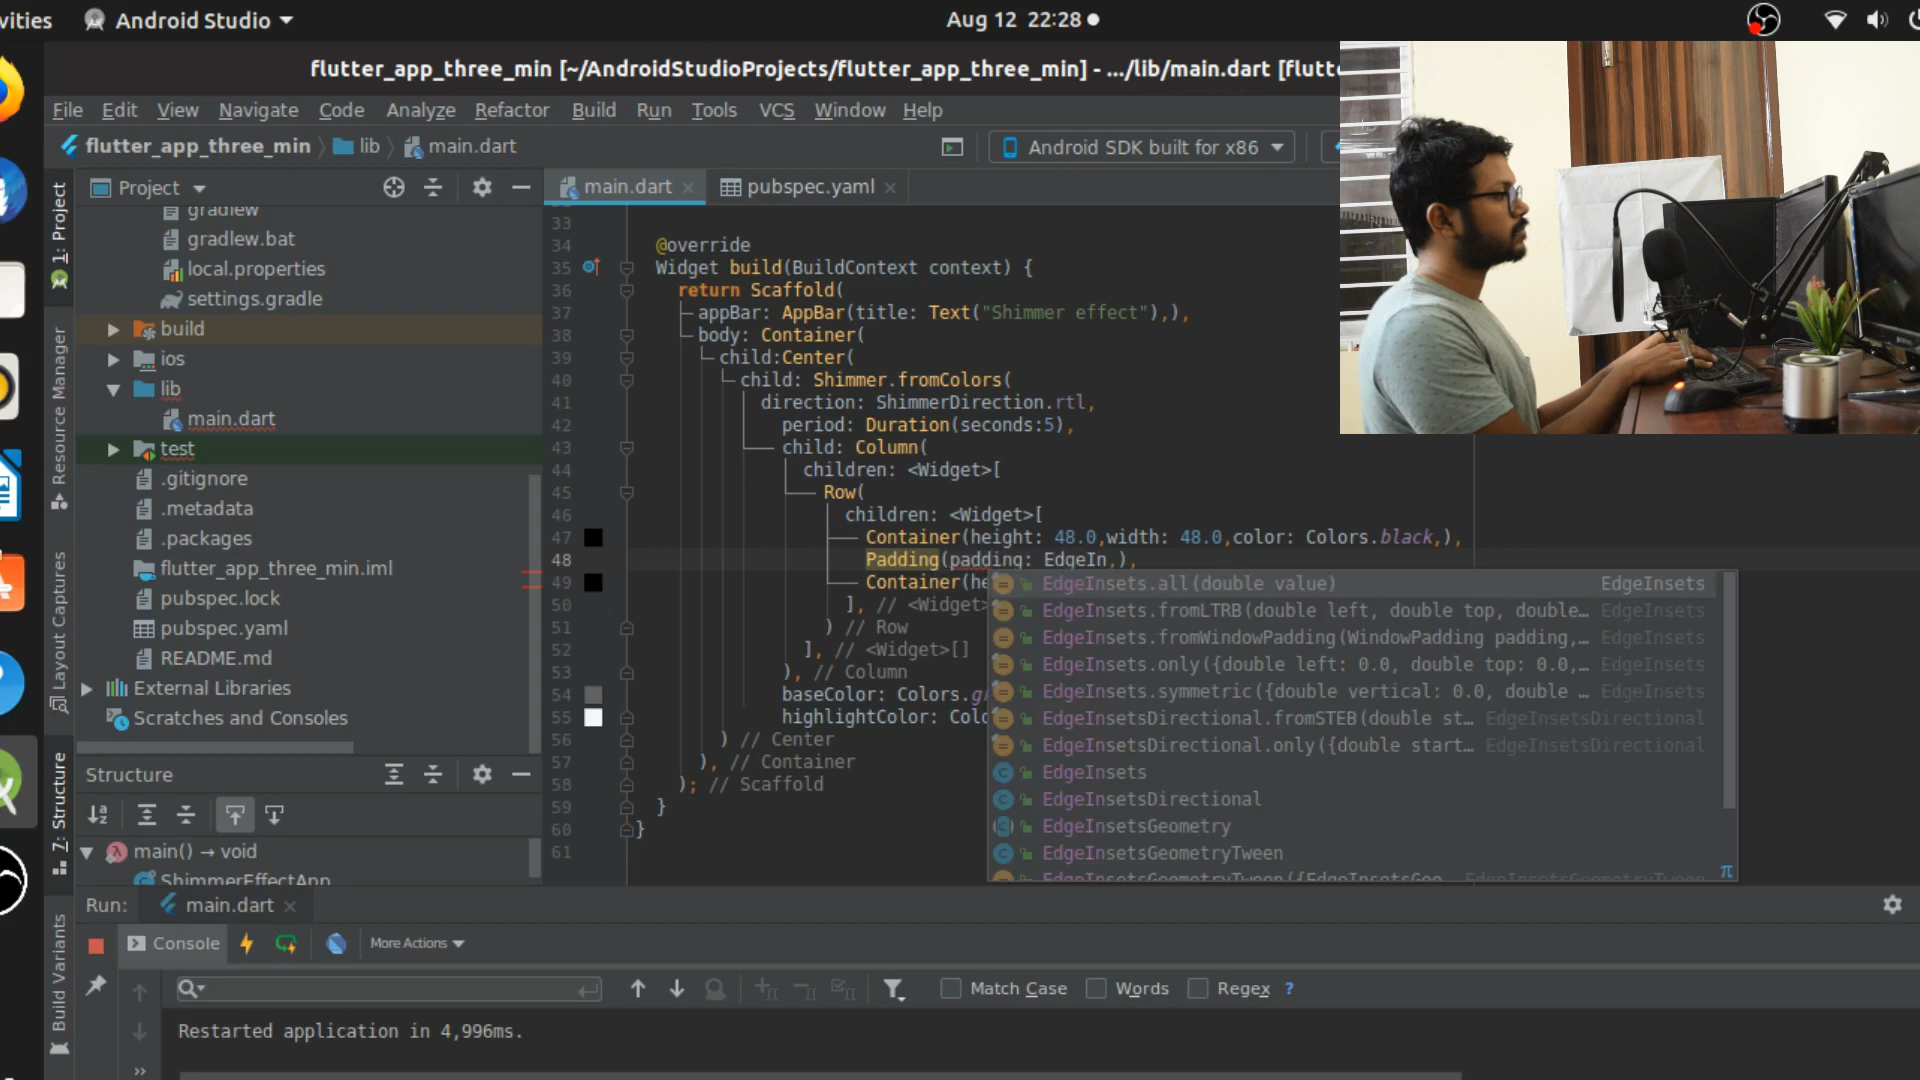 vities
Android Studio
Aug 12 22:28
flutter_app_three_min [~/AndroidStudioProjects/flutter_app_three_min] - .../lib/main.dart [flutt
File Edit View Navigate Code Analyze Refactor Build Run Tools VCS Window Help
flutter_app_three_min lib main.dart
Android SDK built for x86
1: Project
Resource Manager
Layout Captures
7: Structure
Build Variants
Project
gradlew
gradlew.bat
local.properties
settings.gradle
build
ios
lib
main.dart
test
.gitignore
.metadata
.packages
flutter_app_three_min.iml
pubspec.lock
pubspec.yaml
README.md
External Libraries
Scratches and Consoles
Structure
main() → void
ShimmerEffectApp
main.dart pubspec.yaml
33
34 @override
35 Widget build(BuildContext context) {
36 return Scaffold(
37 appBar: AppBar(title: Text("Shimmer effect"),),
38 body: Container(
39 child:Center(
40 child: Shimmer.fromColors(
41 direction: ShimmerDirection.rtl,
42 period: Duration(seconds:5),
43 child: Column(
44 children: <Widget>[
45 Row(
46 children: <Widget>[
47 Container(height: 48.0,width: 48.0,color: Colors.black,),
48 Padding(padding: EdgeIn,),
49 Container(he
50 ], // <Widget>
51 ) // Row
52 ], // <Widget>[]
53 ), // Column
54 baseColor: Colors.gr
55 highlightColor: Colo
56 ) // Center
57 ), // Container
58 ); // Scaffold
59 }
60 }
61
EdgeInsets.all(double value) EdgeInsets
EdgeInsets.fromLTRB(double left, double top, double… EdgeInsets
EdgeInsets.fromWindowPadding(WindowPadding padding,… EdgeInsets
EdgeInsets.only({double left: 0.0, double top: 0.0,… EdgeInsets
EdgeInsets.symmetric({double vertical: 0.0, double … EdgeInsets
EdgeInsetsDirectional.fromSTEB(double st… EdgeInsetsDirectional
EdgeInsetsDirectional.only({double start… EdgeInsetsDirectional
EdgeInsets
EdgeInsetsDirectional
EdgeInsetsGeometry
EdgeInsetsGeometryTween
EdgeInsetsGeometryTween({EdgeInsetsGeo… EdgeInsetsGeometryTween
Run: main.dart
Console More Actions
Match Case Words Regex ?
Restarted application in 4,996ms.